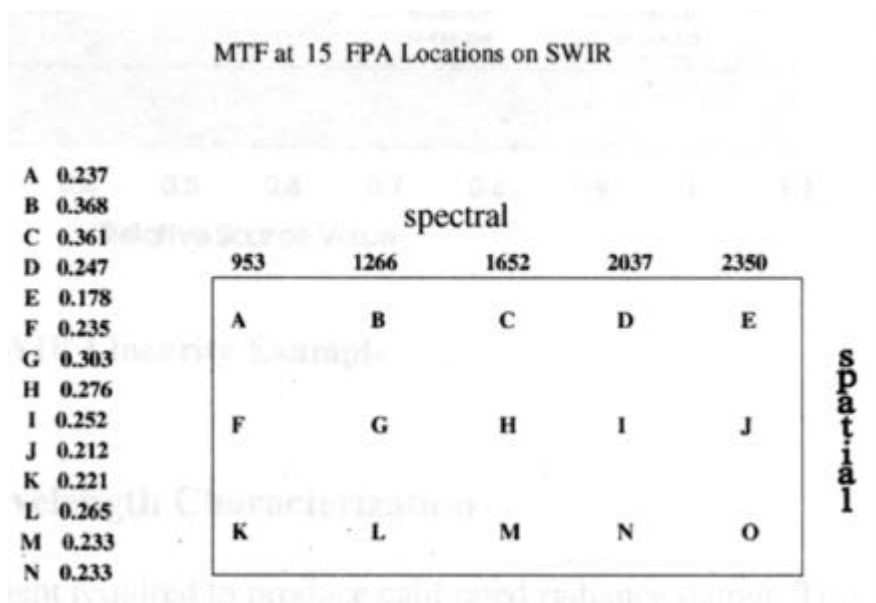 MTF at 15 FPA Locations on SWIR
A 0.237
B 0.368
C 0.361
D 0.247
E 0.178
F 0.235
G 0.303
H 0.276
I 0.252
J 0.212
K 0.221
L 0.265
M 0.233
N 0.233
spectral
953 1266 1652 2037 2350
A B C D E
F G H I J
K L M N O
spatial